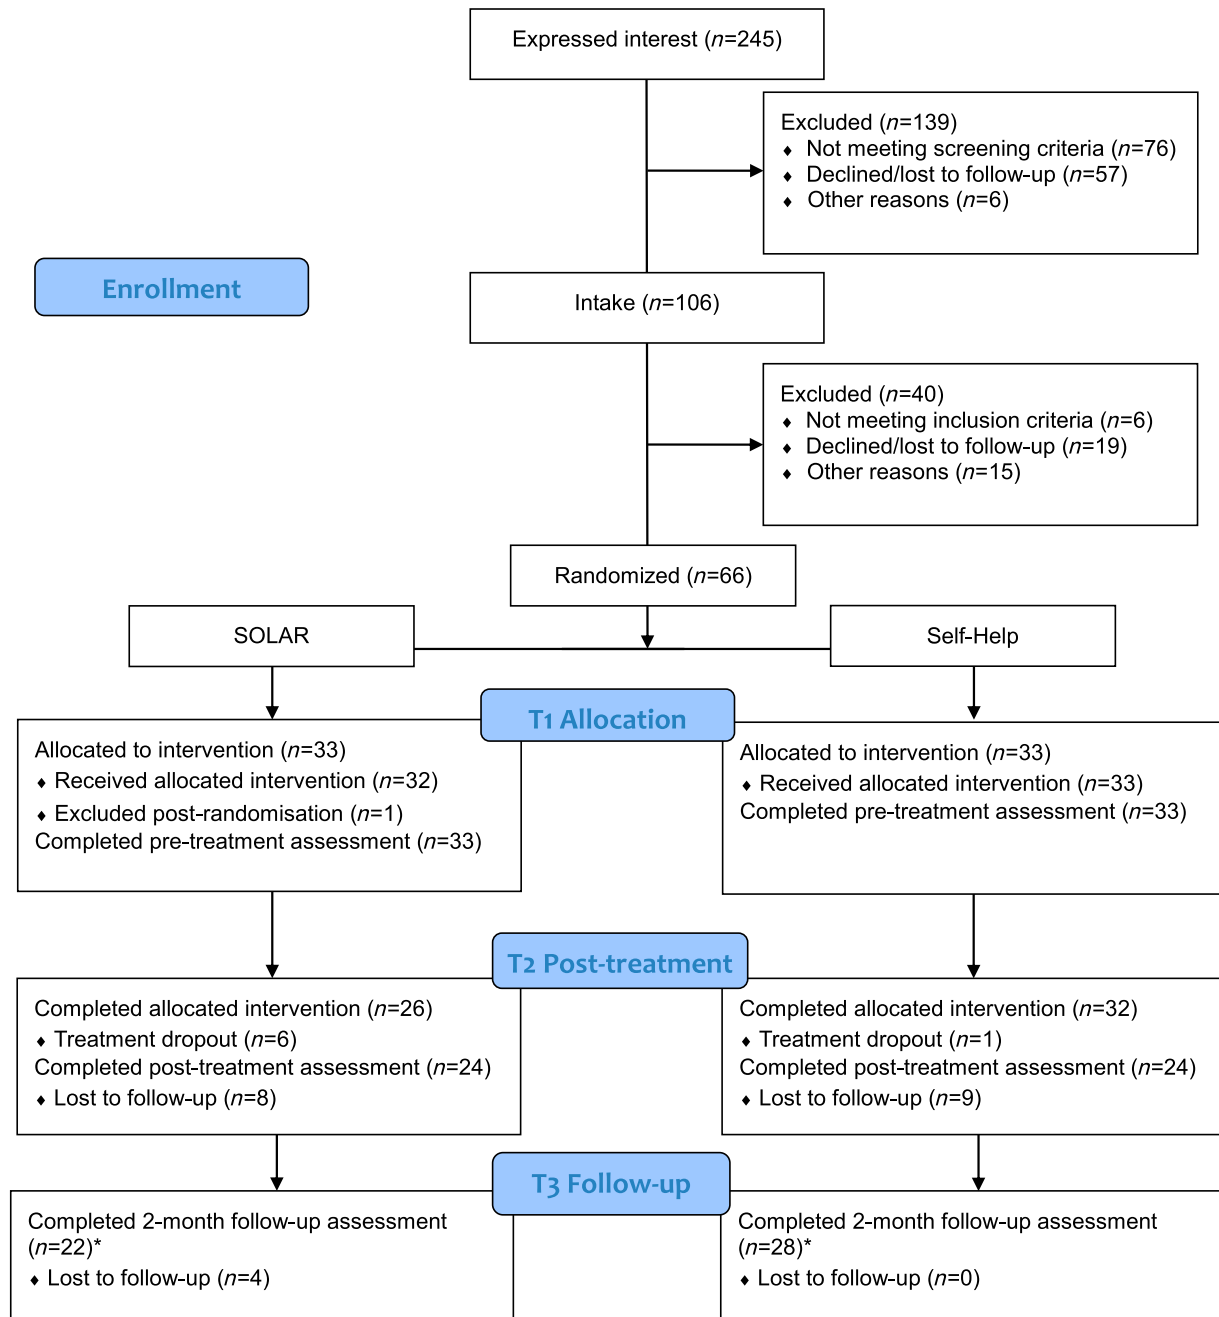 Expressed interest (n=245)
Excluded (n=139)
♦ Not meeting screening criteria (n=76)
♦ Declined/lost to follow-up (n=57)
♦ Other reasons (n=6)
Enrollment
Intake (n=106)
Excluded (n=40)
♦ Not meeting inclusion criteria (n=6)
♦ Declined/lost to follow-up (n=19)
♦ Other reasons (n=15)
Randomized (n=66)
SOLAR
Self-Help
T1 Allocation
Allocated to intervention (n=33)
♦ Received allocated intervention (n=32)
♦ Excluded post-randomisation (n=1)
Completed pre-treatment assessment (n=33)
Allocated to intervention (n=33)
♦ Received allocated intervention (n=33)
Completed pre-treatment assessment (n=33)
T2 Post-treatment
Completed allocated intervention (n=26)
♦ Treatment dropout (n=6)
Completed post-treatment assessment (n=24)
♦ Lost to follow-up (n=8)
Completed allocated intervention (n=32)
♦ Treatment dropout (n=1)
Completed post-treatment assessment (n=24)
♦ Lost to follow-up (n=9)
T3 Follow-up
Completed 2-month follow-up assessment
(n=22)*
♦ Lost to follow-up (n=4)
Completed 2-month follow-up assessment
(n=28)*
♦ Lost to follow-up (n=0)